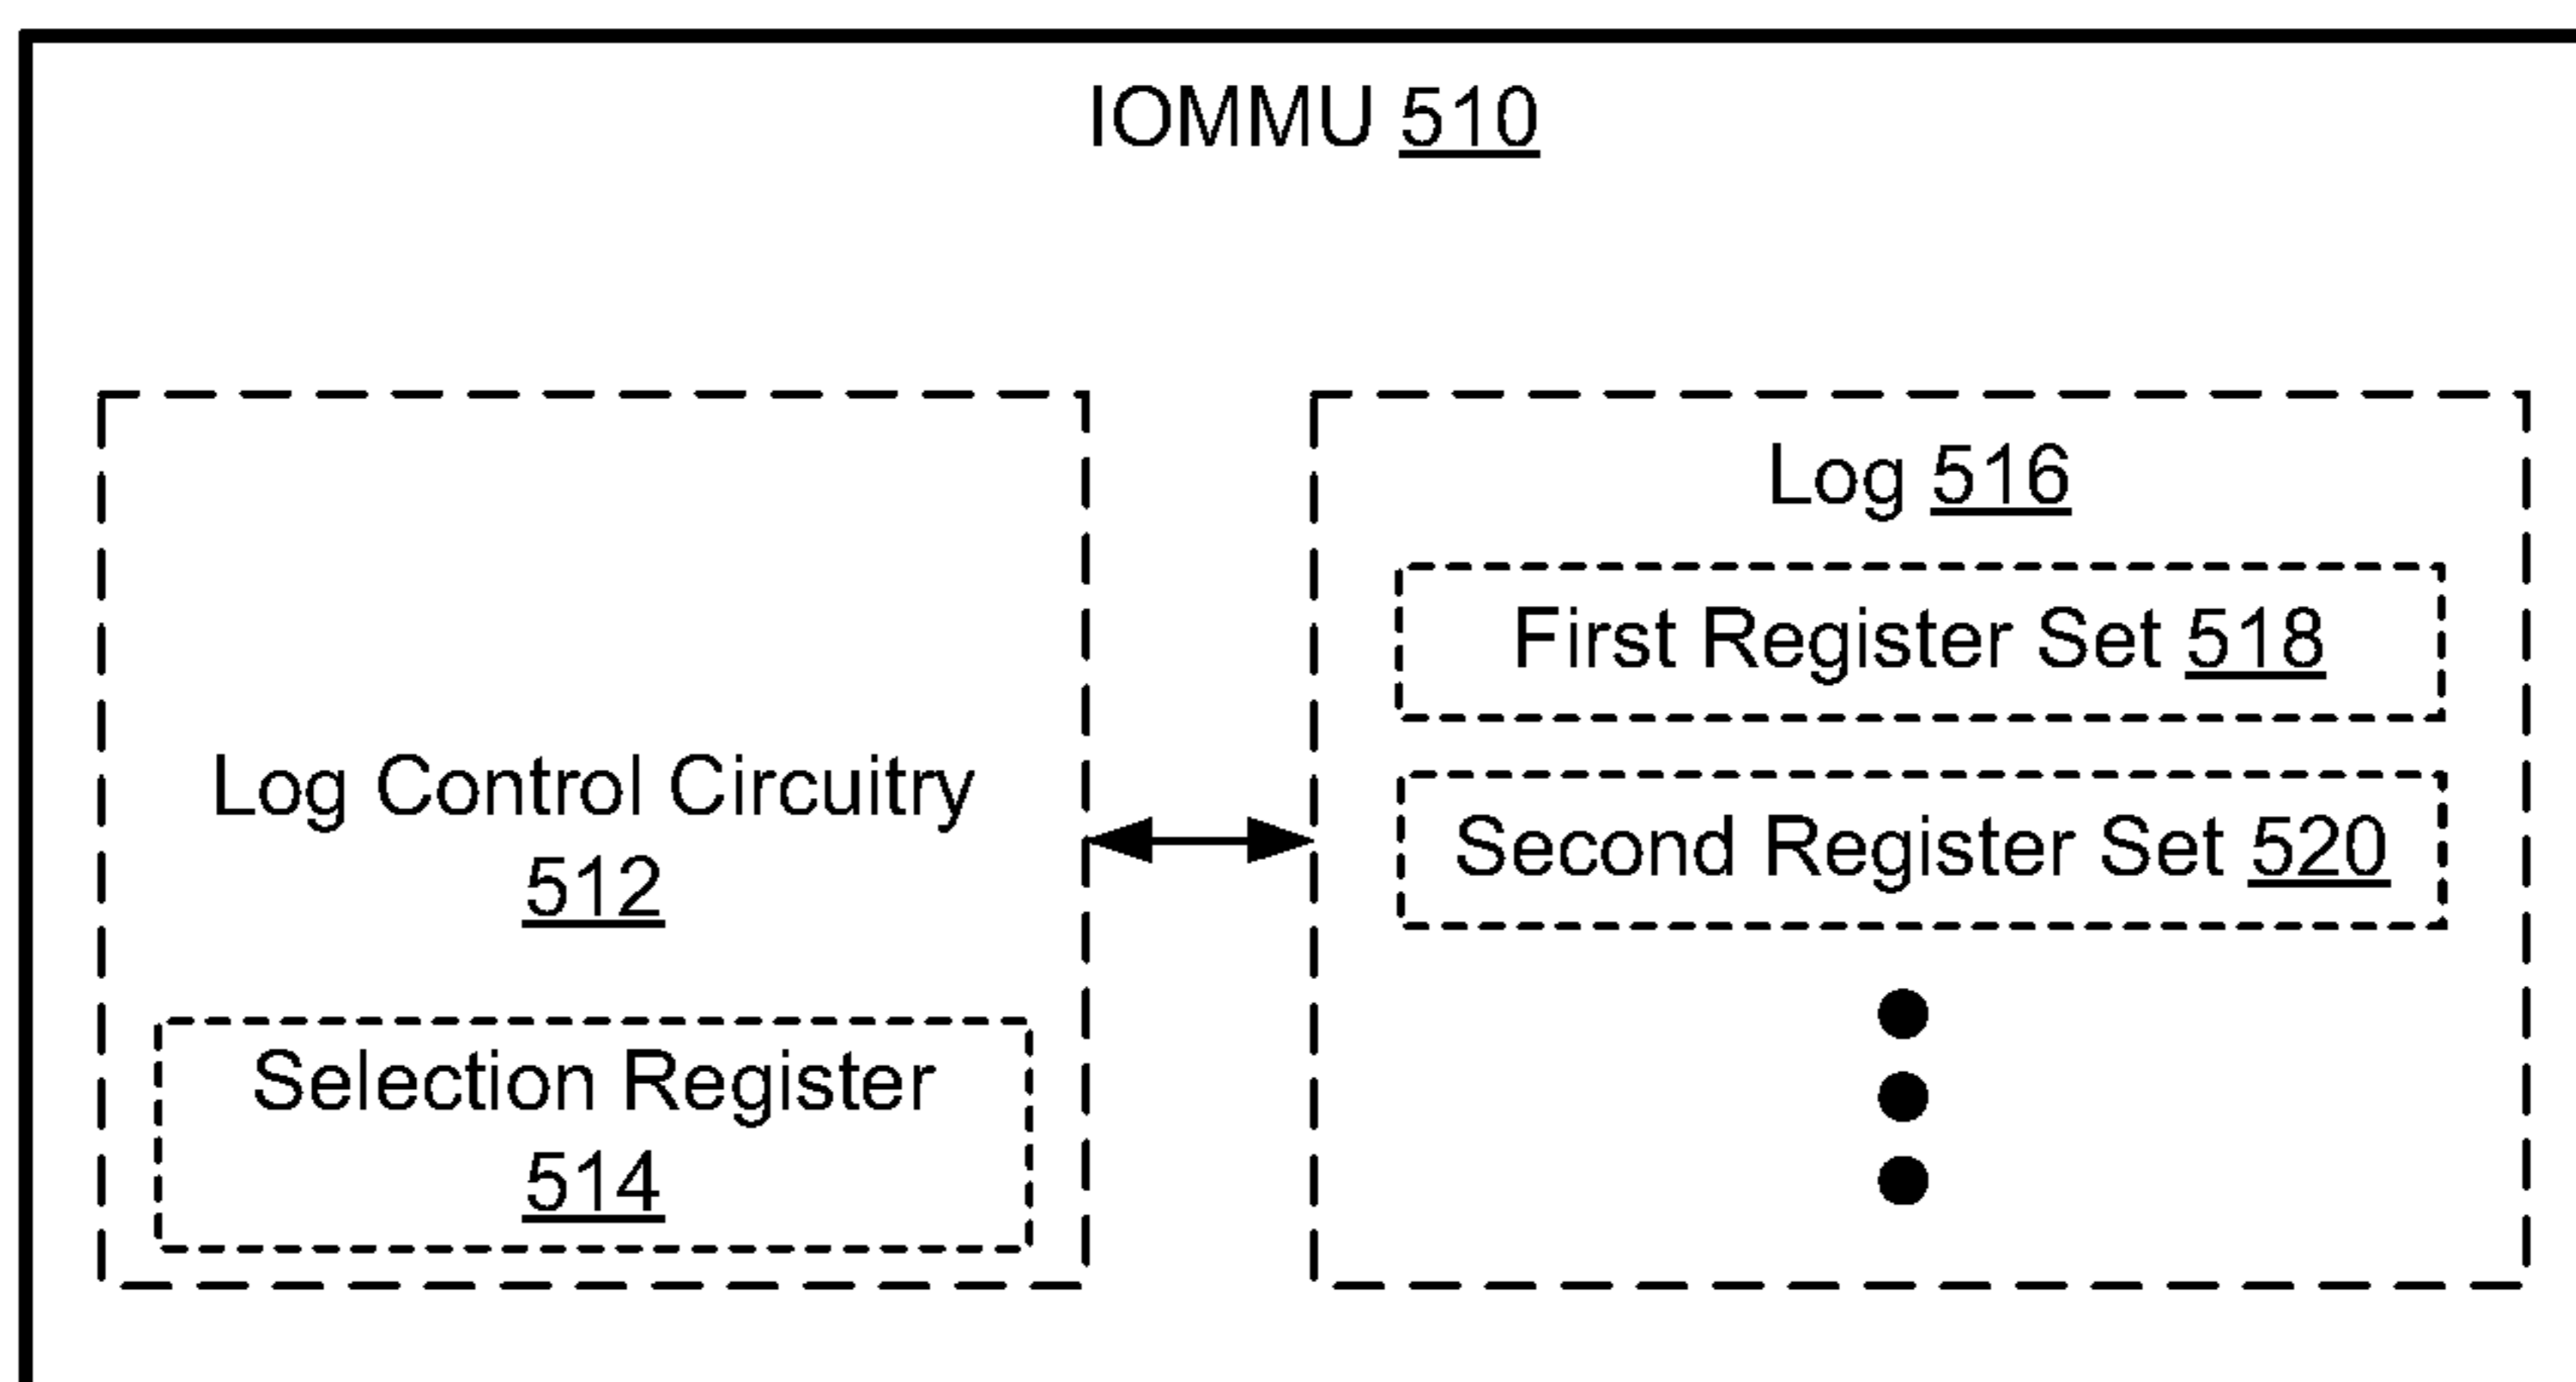 IOMMU 510
Log Control Circuitry
512
Selection Register
514
Log 516
First Register Set 518
Second Register Set 520